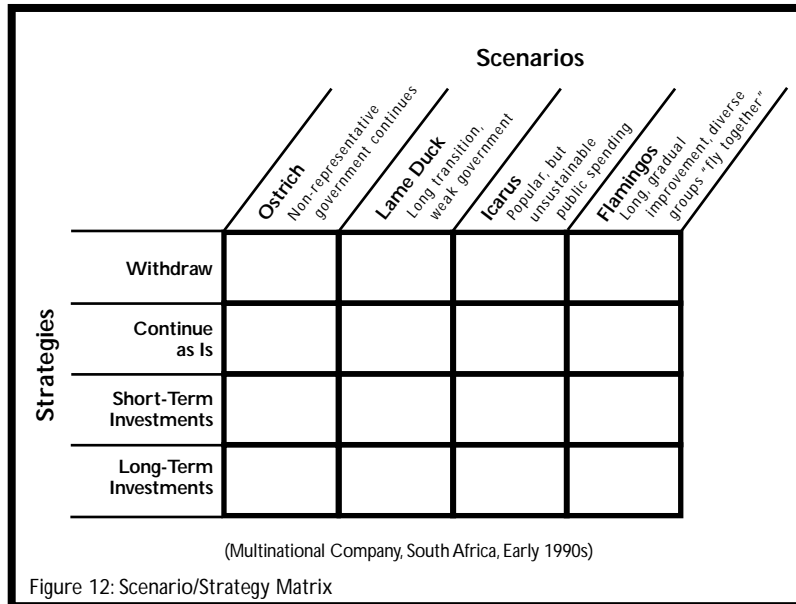 Scenarios
Ostrich
Non-representative
government continues
Lame Duck
Long transition,
weak government
Icarus
Popular, but
unsustainable
public spending
Flamingos
Long, gradual
improvement, diverse
groups “fly together”
Strategies
Withdraw
Continue
as Is
Short-Term
Investments
Long-Term
Investments
(Multinational Company, South Africa, Early 1990s)
Figure 12: Scenario/Strategy Matrix